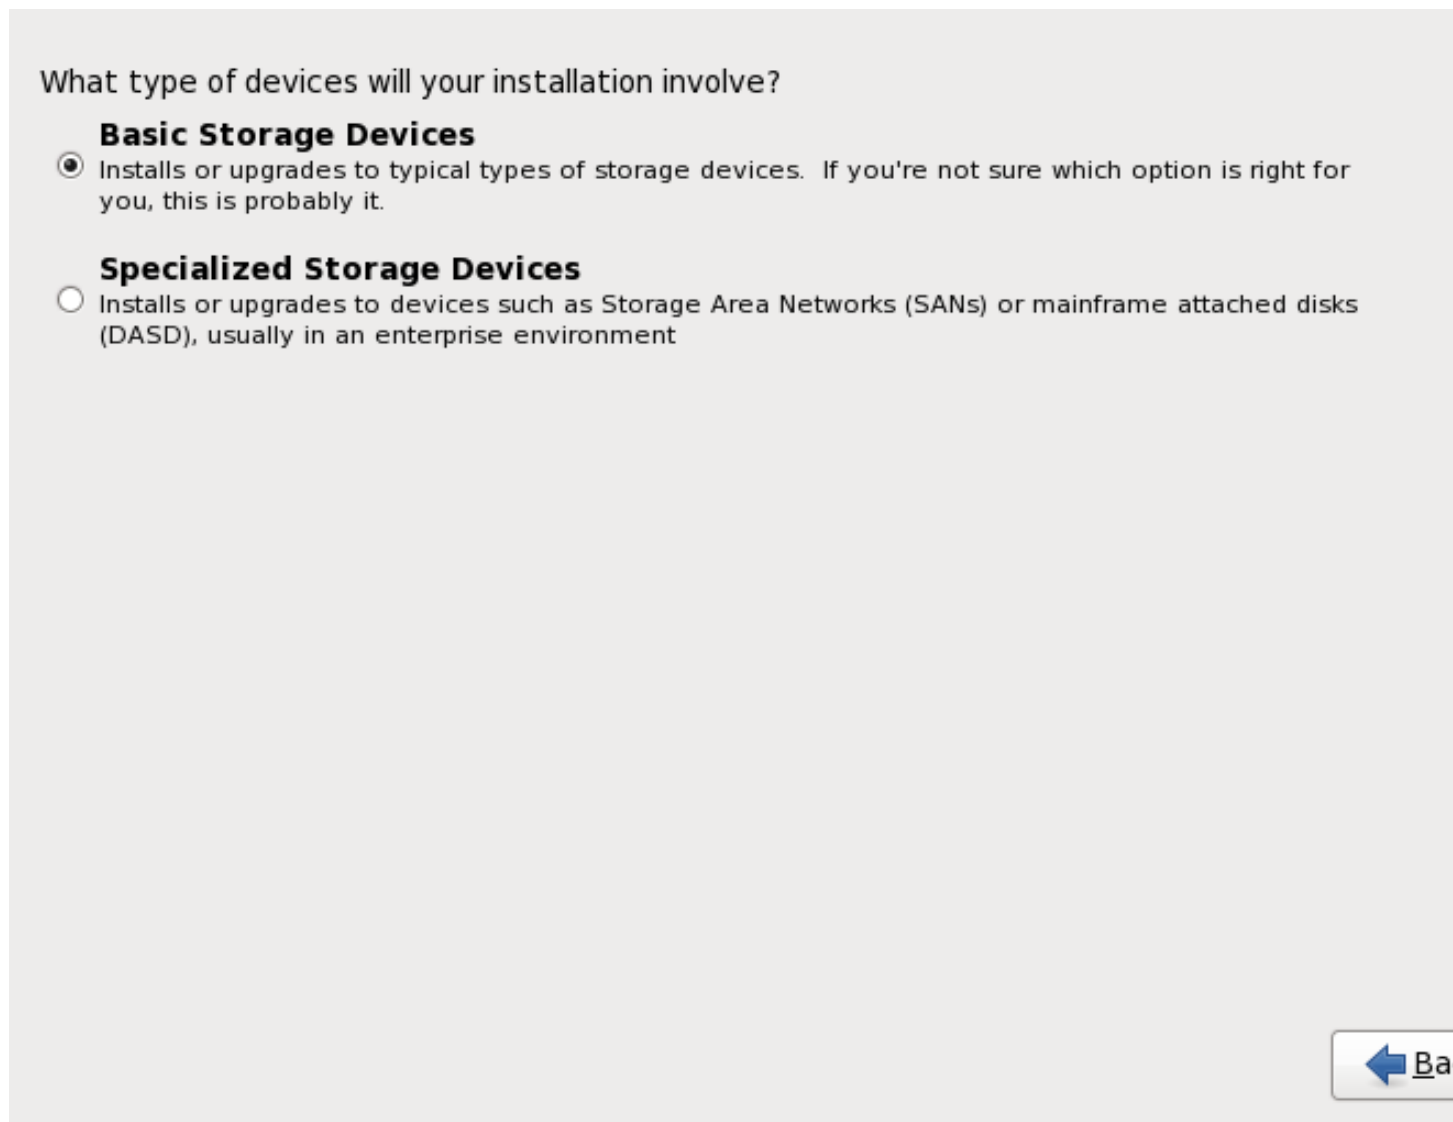 What type of devices will your installation involve?
Basic Storage Devices
Installs or upgrades to typical types of storage devices.  If you're not sure which option is right for
you, this is probably it.
Specialized Storage Devices
Installs or upgrades to devices such as Storage Area Networks (SANs) or mainframe attached disks
(DASD), usually in an enterprise environment
Ba